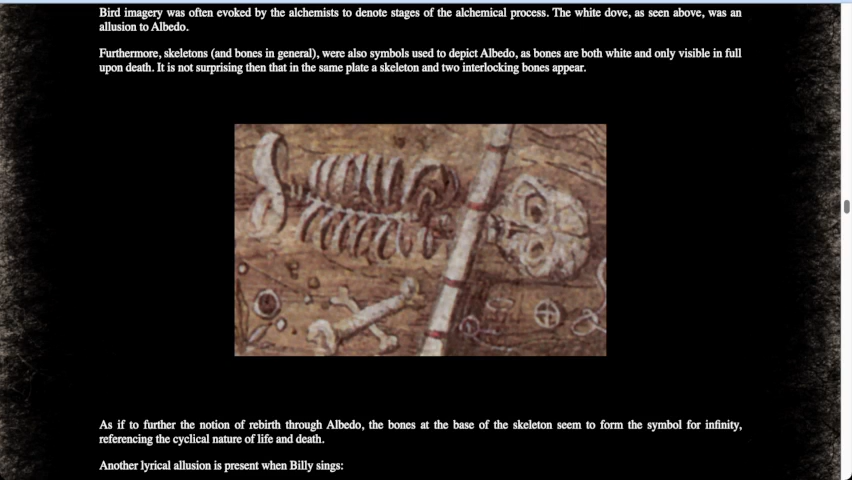 Bird imagery was often evoked by the alchemists to denote stages of the alchemical process. The white dove, as seen above, was an
allusion to Albedo.
Furthermore, skeletons (and bones in general), were also symbols used to depict Albedo, as bones are both white and only visible in full
upon death. It is not surprising then that in the same plate a skeleton and two interlocking bones appear.
As if to further the notion of rebirth through Albedo, the bones at the base of the skeleton seem to form the symbol for infinity,
referencing the cyclical nature of life and death.
Another lyrical allusion is present when Billy sings: